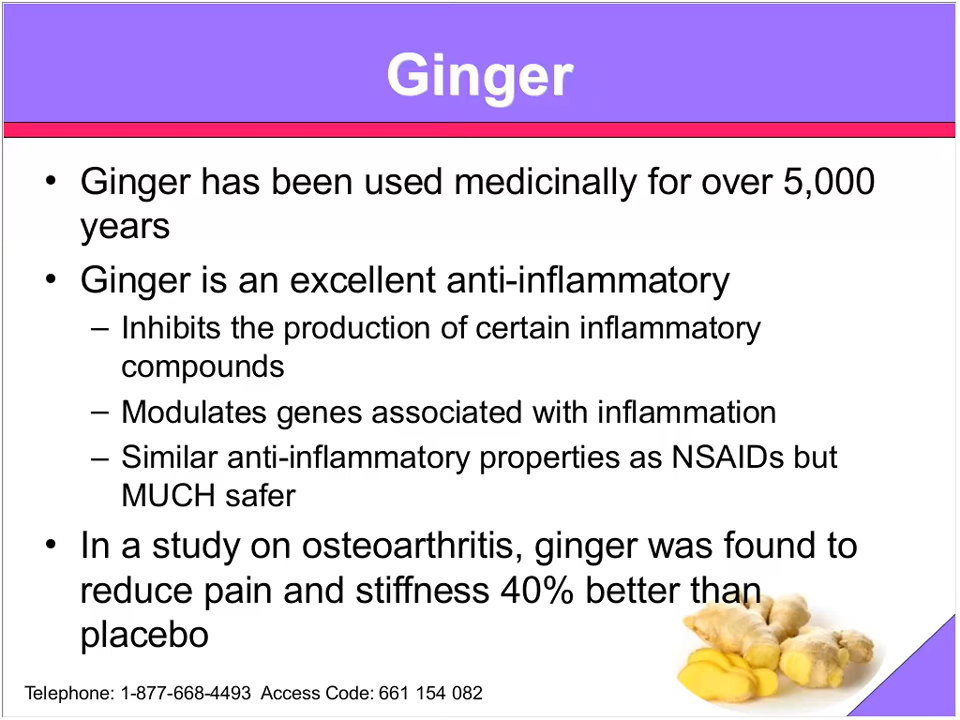 Ginger
• Ginger has been used medicinally for over 5,000
years
• Ginger is an excellent anti-inflammatory
– Inhibits the production of certain inflammatory
compounds
– Modulates genes associated with inflammation
– Similar anti-inflammatory properties as NSAIDs but
MUCH safer
• In a study on osteoarthritis, ginger was found to
reduce pain and stiffness 40% better than
placebo
Telephone: 1-877-668-4493 Access Code: 661 154 082